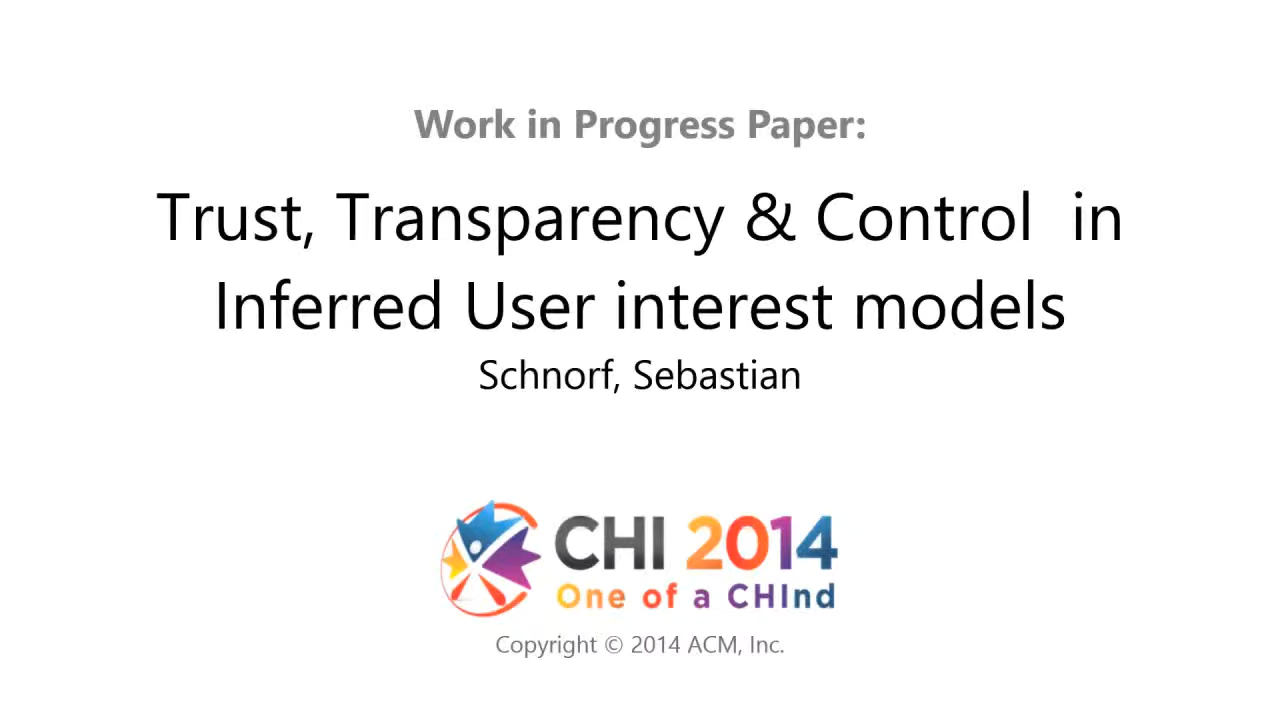 Work in Progress Paper:
Trust, Transparency & Control  in
Inferred User interest models
Schnorf, Sebastian
CHI 2014
One of a CHInd
Copyright © 2014 ACM, Inc.